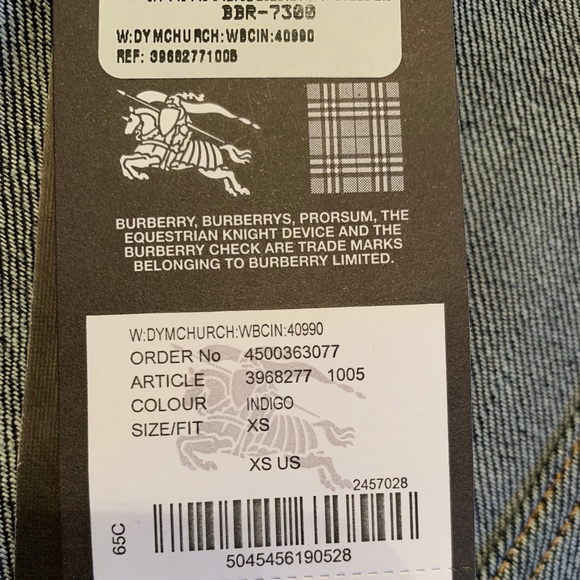 BBR-7300
W:DYMCHURCH:WBCIN:40990
REF: 39682771005
BURBERRY, BURBERRYS, PRORSUM, THE
EQUESTRIAN KNIGHT DEVICE AND THE
BURBERRY CHECK ARE TRADE MARKS
BELONGING TO BURBERRY LIMITED.
W:DYMCHURCH:WBCIN:40990
ORDER No 4500363077
ARTICLE 3968277 1005
COLOUR INDIGO
SIZE/FIT XS
XS US
2457028
65C
5045456190528